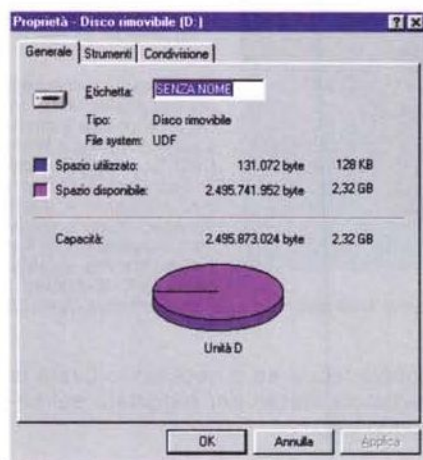 Proprietà - Disco rimovibile (D:)
Generale Strumenti Condivisione
Etichetta: SENZA NOME
Tipo: Disco rimovibile
File system: UDF
Spazio utilizzato: 131.072 byte 128 KB
Spazio disponibile: 2.495.741.952 byte 2,32 GB
Capacità: 2.495.873.024 byte 2,32 GB
Unità D
OK Annulla Applica